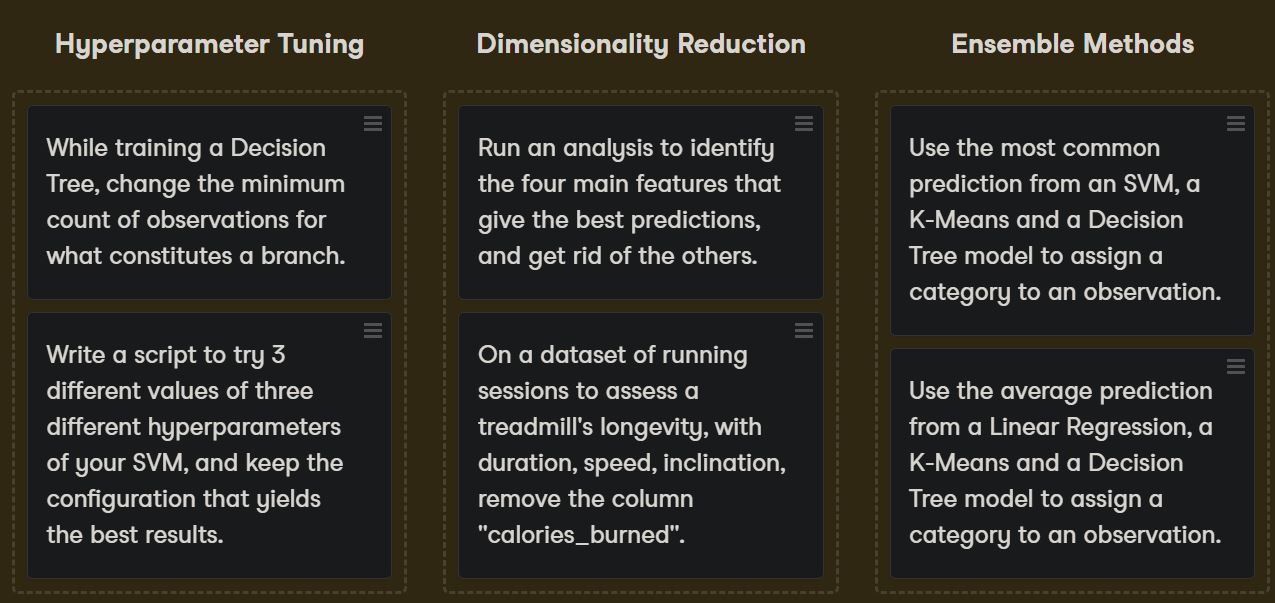 Hyperparameter Tuning
While training a Decision
Tree, change the minimum
count of observations for
what constitutes a branch.
Write a script to try 3
different values of three
different hyperparameters
of your SVM, and keep the
configuration that yields
the best results.
Dimensionality Reduction
Run an analysis to identify
the four main features that
give the best predictions,
and get rid of the others.
On a dataset of running
sessions to assess a
treadmill's longevity, with
duration, speed, inclination,
remove the column
"calories_burned".
Ensemble Methods
Use the most common
prediction from an SVM, a
K-Means and a Decision
Tree model to assign a
category to an observation.
Use the average prediction
from a Linear Regression, a
K-Means and a Decision
Tree model to assign a
category to an observation.